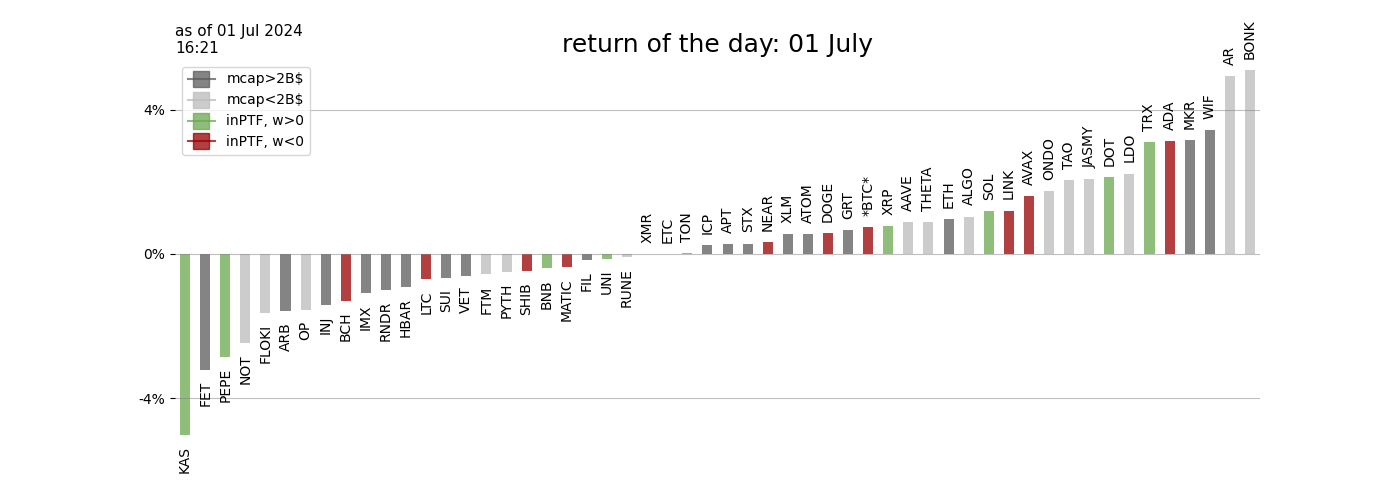 as of 01 Jul 2024
16:21
return of the day: 01 July
mcap>2B$
mcap<2B$
inPTF, w>0
inPTF, w<0
4%
0%
-4%
KAS
FET
PEPE
NOT
FLOKI
ARB
OP
INJ
BCH
IMX
RNDR
HBAR
LTC
SUI
VET
FTM
PYTH
SHIB
BNB
MATIC
FIL
UNI
RUNE
XMR
ETC
TON
ICP
APT
STX
NEAR
XLM
ATOM
DOGE
GRT
*BTC*
XRP
AAVE
THETA
ETH
ALGO
SOL
LINK
AVAX
ONDO
TAO
JASMY
DOT
LDO
TRX
ADA
MKR
WIF
AR
BONK